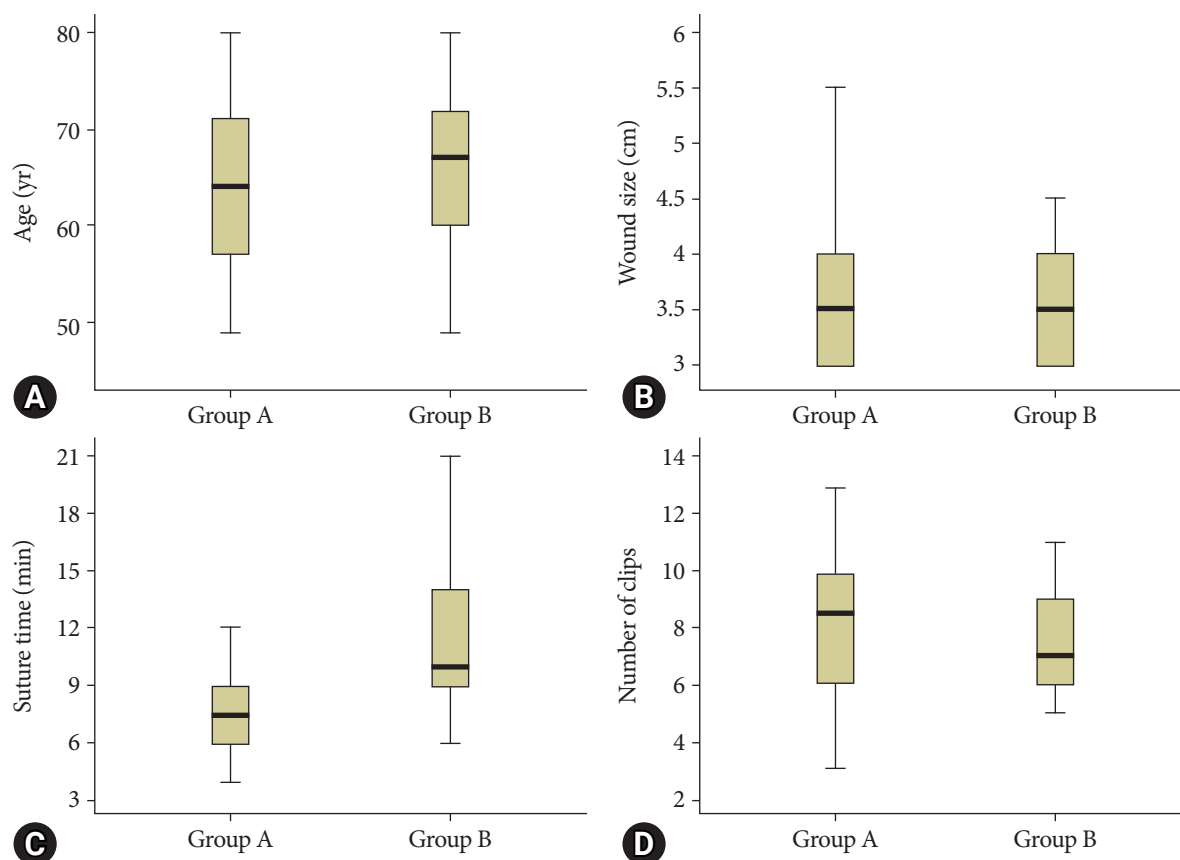 Age (yr)
80
70
60
50
Group A
Group B
A
Wound size (cm)
6
5.5
5
4.5
4
3.5
3
Group A
Group B
B
Suture time (min)
21
18
15
12
9
6
3
Group A
Group B
C
Number of clips
14
12
10
8
6
4
2
Group A
Group B
D